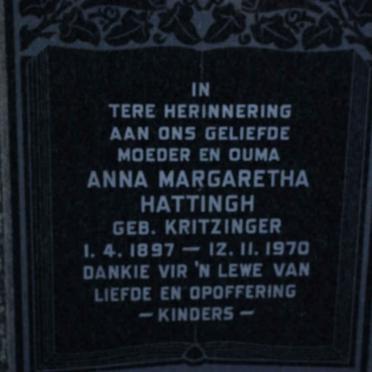 IN
TERE HERINNERING
AAN ONS GELIEFDE
MOEDER EN OUMA
ANNA MARGARETHA
HATTINGH
GEB. KRITZINGER
1. 4. 1897 — 12. 11. 1970
DANKIE VIR 'N LEWE VAN
LIEFDE EN OPOFFERING
— KINDERS —